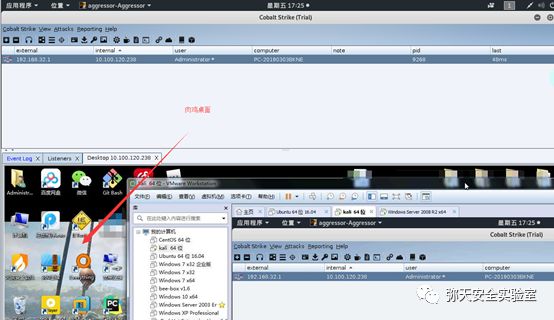 应用程序 位置 aggressor-Aggressor 星期五 17:25
Cobalt Strike (Trial)
Cobalt Strike View Attacks Reporting Help
external internal user computer note pid last
192.168.32.1 10.100.120.238 Administrator * PC-20190303BKNE 9268 48ms
肉鸡桌面
Event Log X Listeners X Desktop 10.100.120.238 X
kali 64 位 - VMware Workstation
Administr... 百度网盘 微信 Git Bash
文件(F) 编辑(E) 查看(V) 虚拟机(M) 选项卡(T) 帮助(H)
库
在此处键入内容进行搜索
主页 Ubuntu 64 位 16.04 kali 64 位 Windows Server 2008 R2 x64
应用程序 位置 aggressor-Aggressor 星期五 17:25
我的计算机
CentOS 64 位
kali 64 位
Ubuntu 64 位 16.04
Windows 7 x32 企业版
Windows 7 x32
Windows 7 x64
bee-box v1.6
Windows 10 x64
Windows Server 2003 Er
Windows XP Professional
Cobalt Strike (Trial)
Cobalt Strike View Attacks Reporting Help
external internal user computer
192.168.32.1 10.100.120.238 Administrator * PC-20190303BKNE
弥天安全实验室